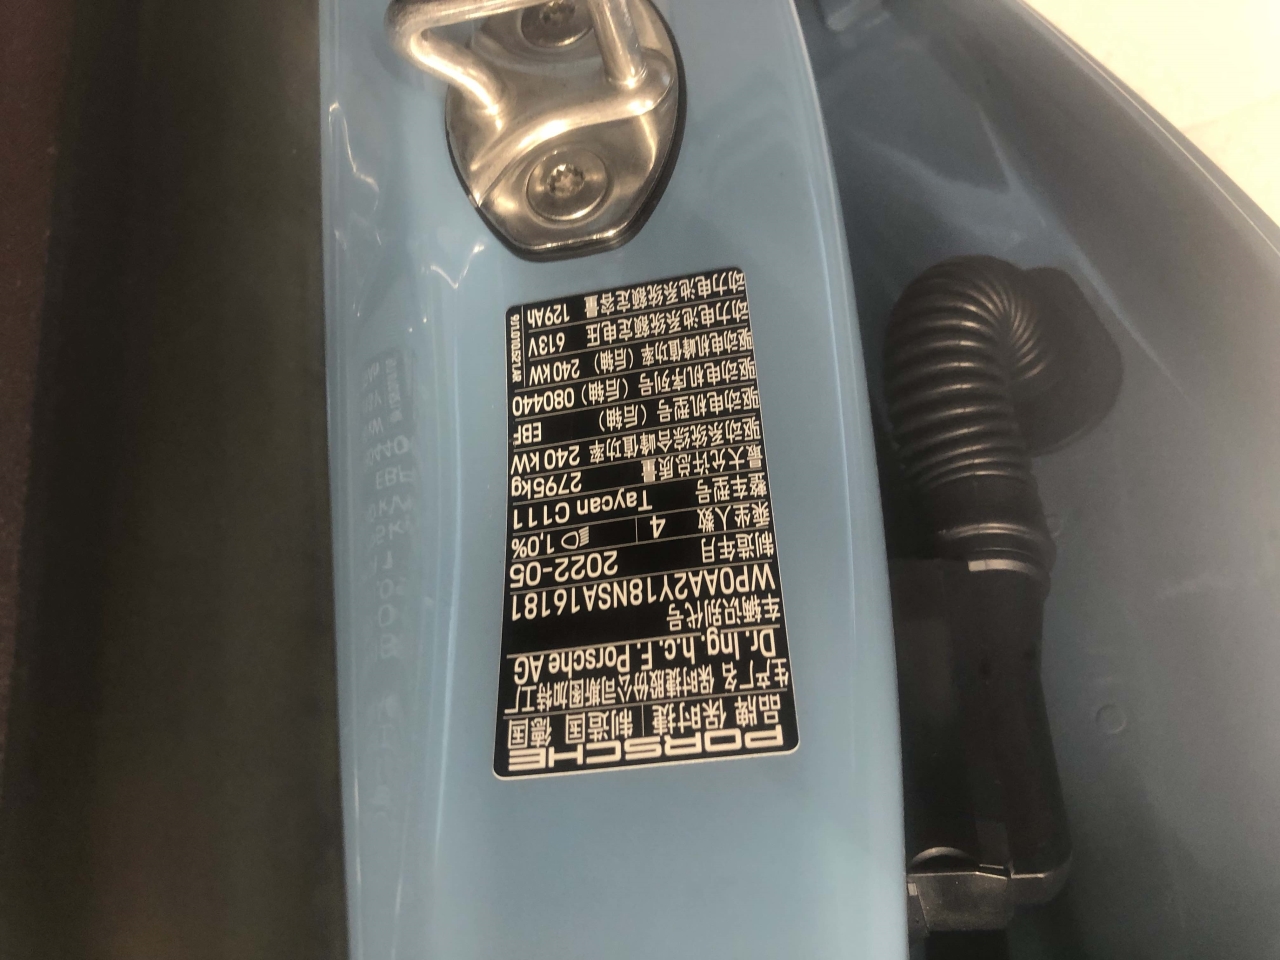 PORSCHE
品牌 保时捷 制造国 德国
生产厂名 保时捷股份公司斯图加特工厂
Dr. Ing. h.c. F. Porsche AG
车辆识别代号
WP0AA2Y18NSA16181
制造年月 2022-05
乘坐人数 4 1,0%
整车型号 Taycan C111
最大允许总质量 2795kg
驱动系统综合峰值功率 240 kW
驱动电机型号 (后轴) EBF
驱动电机序列号 (后轴) 080440
驱动电机峰值功率 (后轴) 240 kW
动力电池系统额定电压 613V
动力电池系统额定容量 129Ah